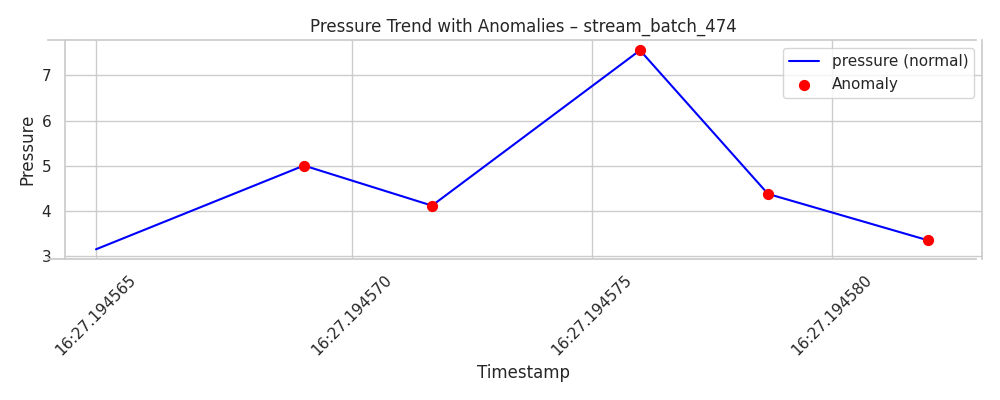 Pressure Trend with Anomalies – stream_batch_474
pressure (normal)
Anomaly
Pressure
7
6
5
4
3
16:27.194565
16:27.194570
16:27.194575
16:27.194580
Timestamp